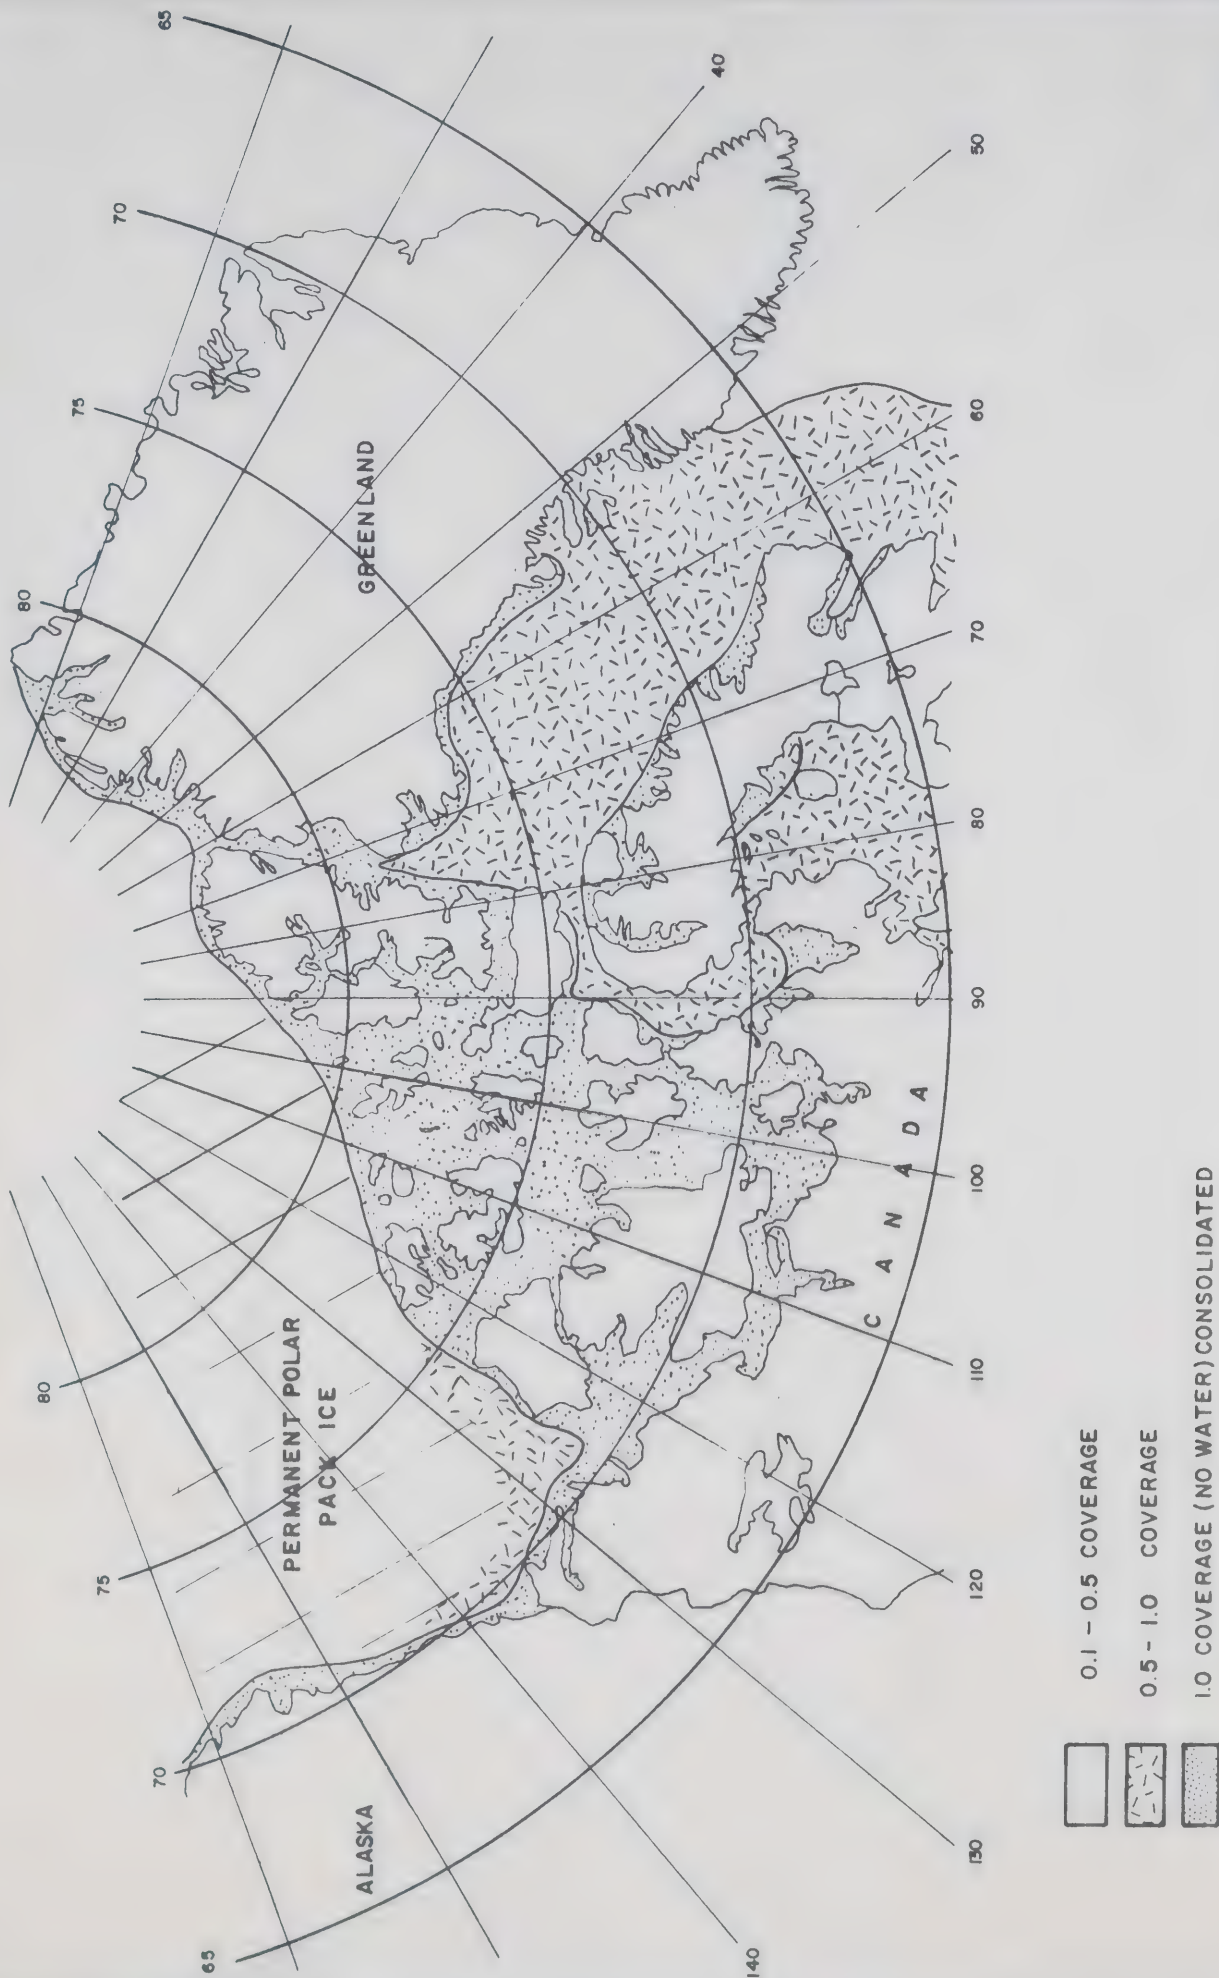 65
70
75
80
40
50
60
70
80
90
100
110
120
130
140
80
75
70
65
GREENLAND
PERMANENT POLAR
PACK ICE
ALASKA
CANADA
0.1 - 0.5 COVERAGE
0.5 - 1.0 COVERAGE
1.0 COVERAGE (NO WATER) CONSOLIDATED